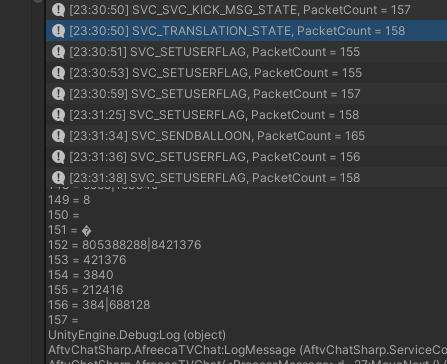 [23:30:50] SVC_SVC_KICK_MSG_STATE, PacketCount = 157
[23:30:50] SVC_TRANSLATION_STATE, PacketCount = 158
[23:30:51] SVC_SETUSERFLAG, PacketCount = 155
[23:30:53] SVC_SETUSERFLAG, PacketCount = 155
[23:30:59] SVC_SETUSERFLAG, PacketCount = 157
[23:31:25] SVC_SETUSERFLAG, PacketCount = 158
[23:31:34] SVC_SENDBALLOON, PacketCount = 165
[23:31:36] SVC_SETUSERFLAG, PacketCount = 156
[23:31:38] SVC_SETUSERFLAG, PacketCount = 158
149 = 8
150 =
151 = �
152 = 805388288|8421376
153 = 421376
154 = 3840
155 = 212416
156 = 384|688128
157 =
UnityEngine.Debug:Log (object)
AftvChatSharp.AfreecaTVChat:LogMessage (AftvChatSharp.ServiceCo